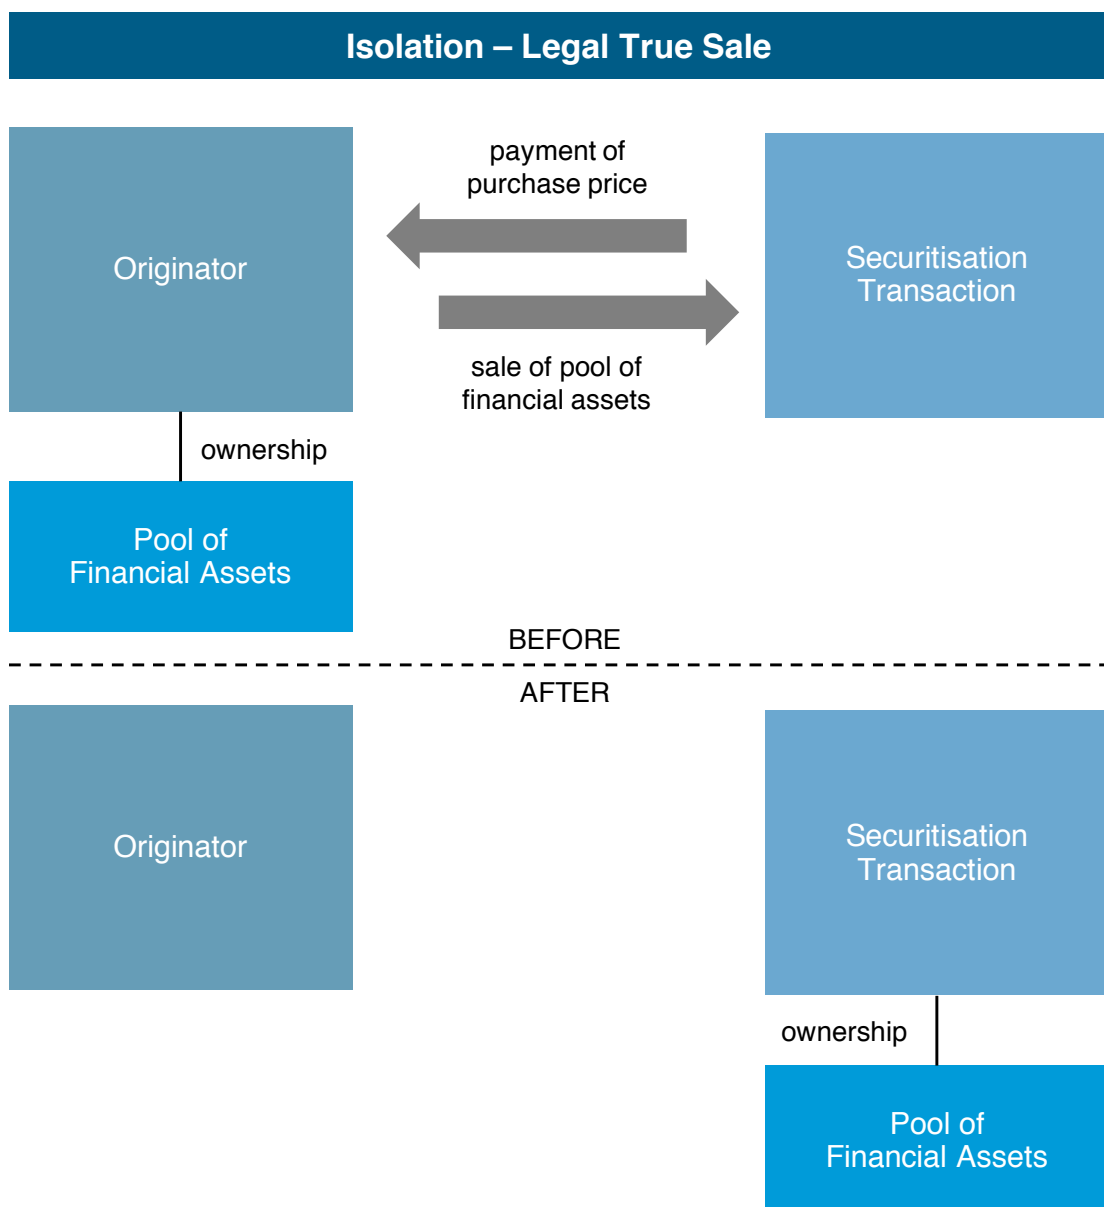 Isolation – Legal True Sale
payment of
purchase price
Originator
Securitisation
Transaction
sale of pool of
financial assets
ownership
Pool of
Financial Assets
BEFORE
AFTER
Originator
Securitisation
Transaction
ownership
Pool of
Financial Assets